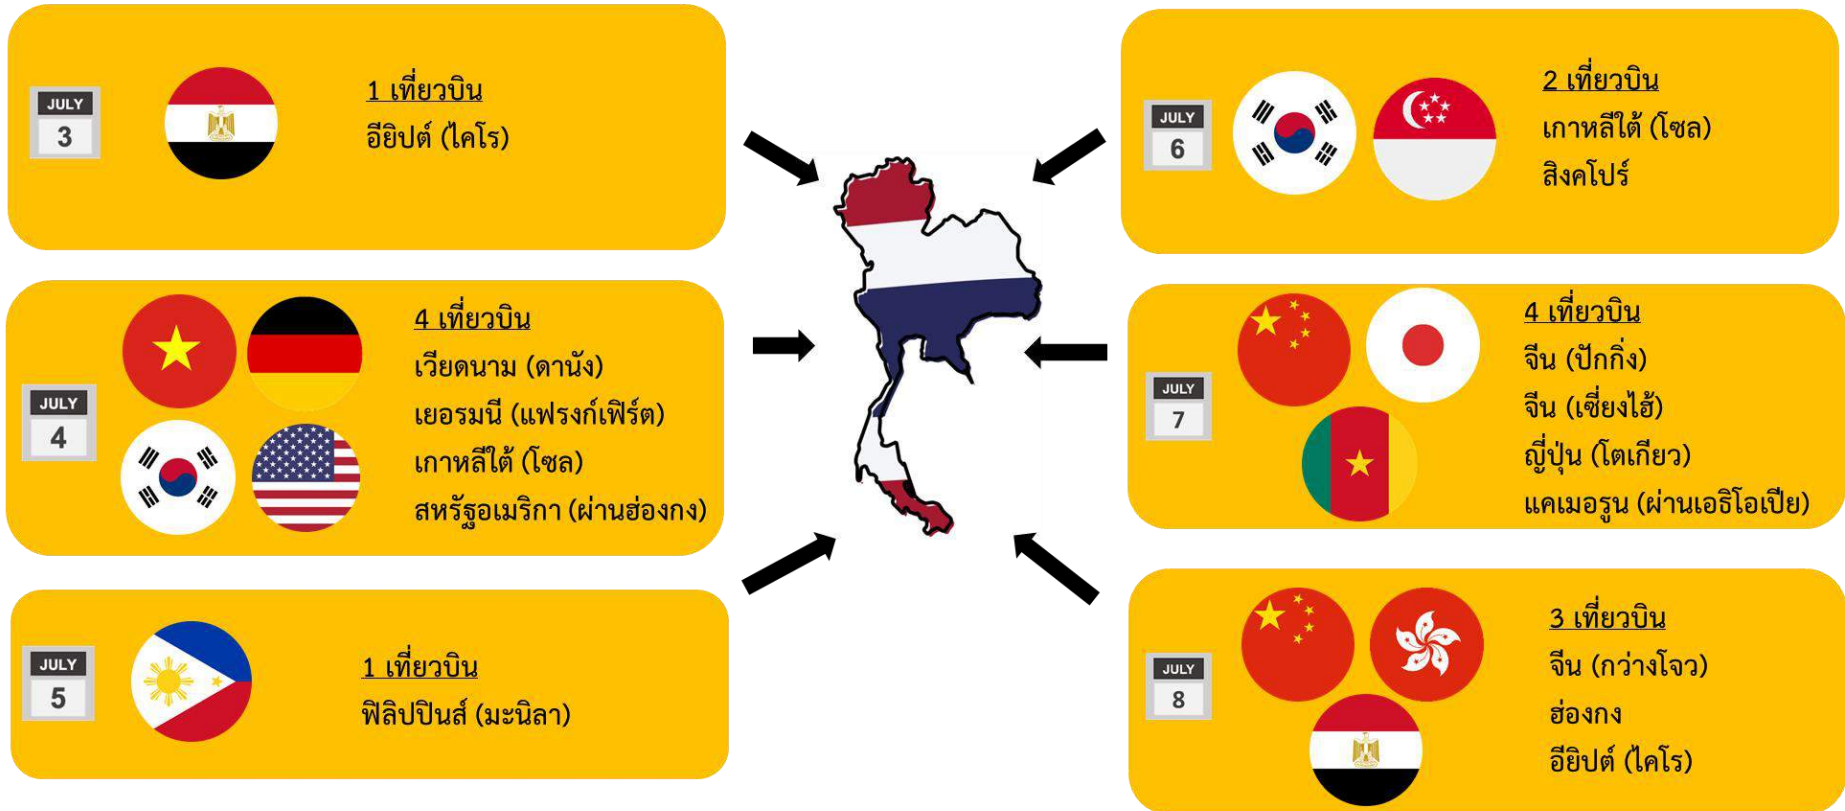 JULY
3
1 เที่ยวบิน
อียิปต์ (ไคโร)
JULY
4
4 เที่ยวบิน
เวียดนาม (ดานัง)
เยอรมนี (แฟรงก์เฟิร์ต)
เกาหลีใต้ (โซล)
สหรัฐอเมริกา (ผ่านฮ่องกง)
JULY
5
1 เที่ยวบิน
ฟิลิปปินส์ (มะนิลา)
JULY
6
2 เที่ยวบิน
เกาหลีใต้ (โซล)
สิงคโปร์
JULY
7
4 เที่ยวบิน
จีน (ปักกิ่ง)
จีน (เซี่ยงไฮ้)
ญี่ปุ่น (โตเกียว)
แคเมอรูน (ผ่านเอธิโอเปีย)
JULY
8
3 เที่ยวบิน
จีน (กว่างโจว)
ฮ่องกง
อียิปต์ (ไคโร)